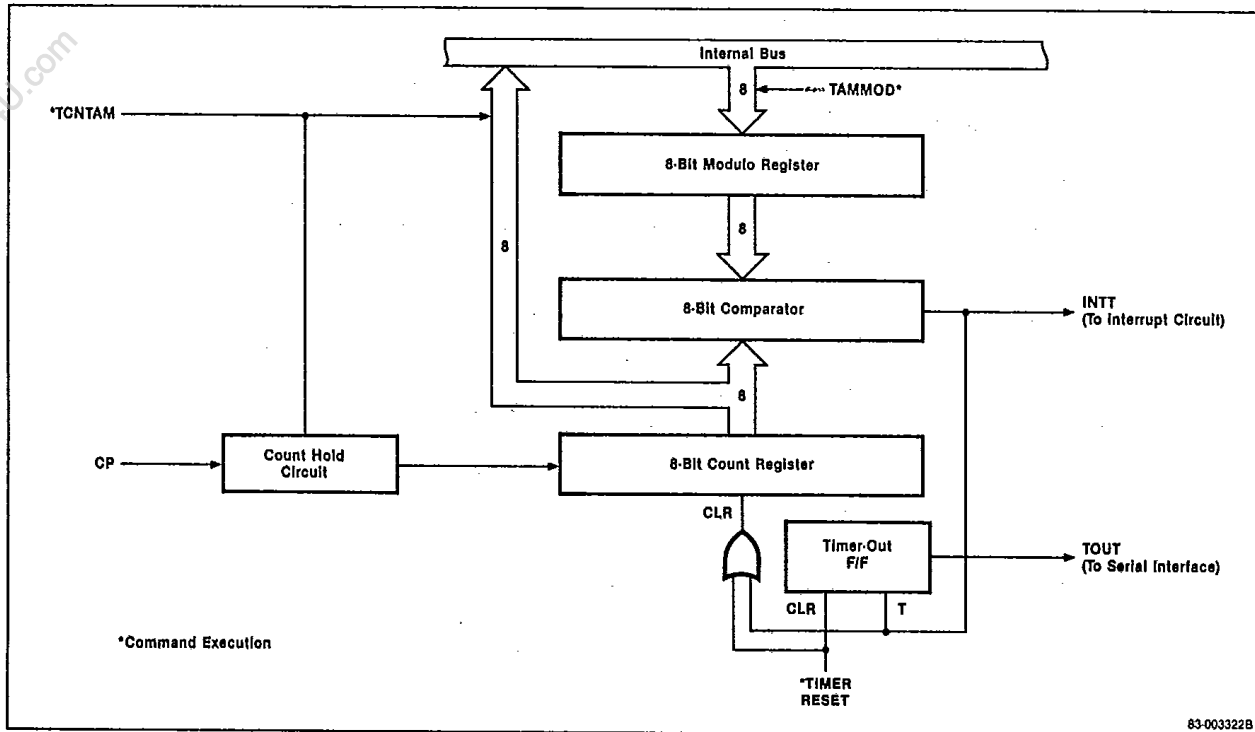 Internal Bus
8
TAMMOD*
*TCNTAM
8-Bit Modulo Register
8
8
8-Bit Comparator
INTT
(To Interrupt Circuit)
8
CP
Count Hold
Circuit
8-Bit Count Register
CLR
Timer-Out
F/F
TOUT
(To Serial Interface)
CLR
T
*Command Execution
*TIMER
RESET
83-003322B